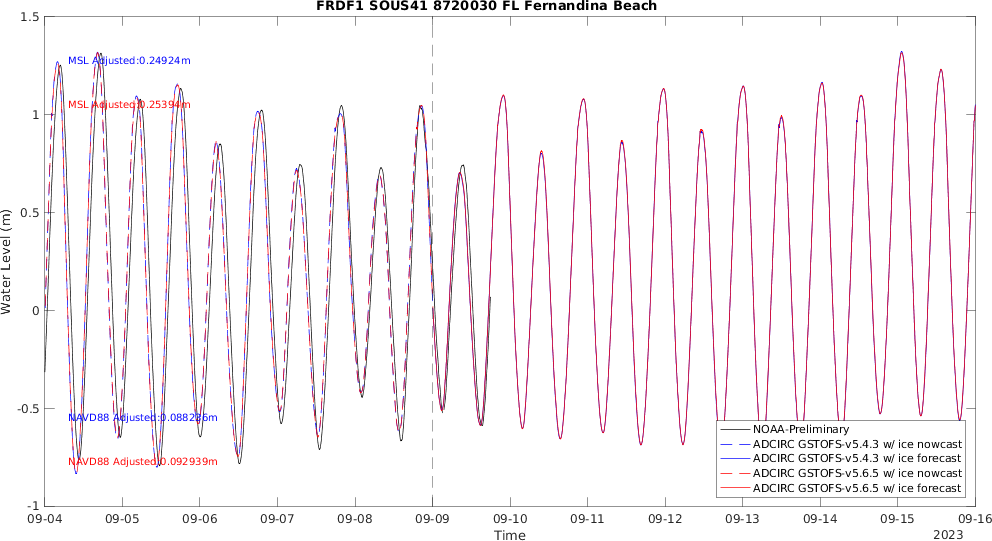 FRDF1 SOUS41 8720030 FL Fernandina Beach
1.5
MSL Adjusted:0.24924m
MSL Adjusted:0.25394m
1
0.5
Water Level (m)
0
-0.5
NAVD88 Adjusted:0.088236m
NAVD88 Adjusted:0.092939m
-1
NOAA-Preliminary
ADCIRC GSTOFS-v5.4.3 w/ ice nowcast
ADCIRC GSTOFS-v5.4.3 w/ ice forecast
ADCIRC GSTOFS-v5.6.5 w/ ice nowcast
ADCIRC GSTOFS-v5.6.5 w/ ice forecast
09-04 09-05 09-06 09-07 09-08 09-09 09-10 09-11 09-12 09-13 09-14 09-15 09-16
Time
2023